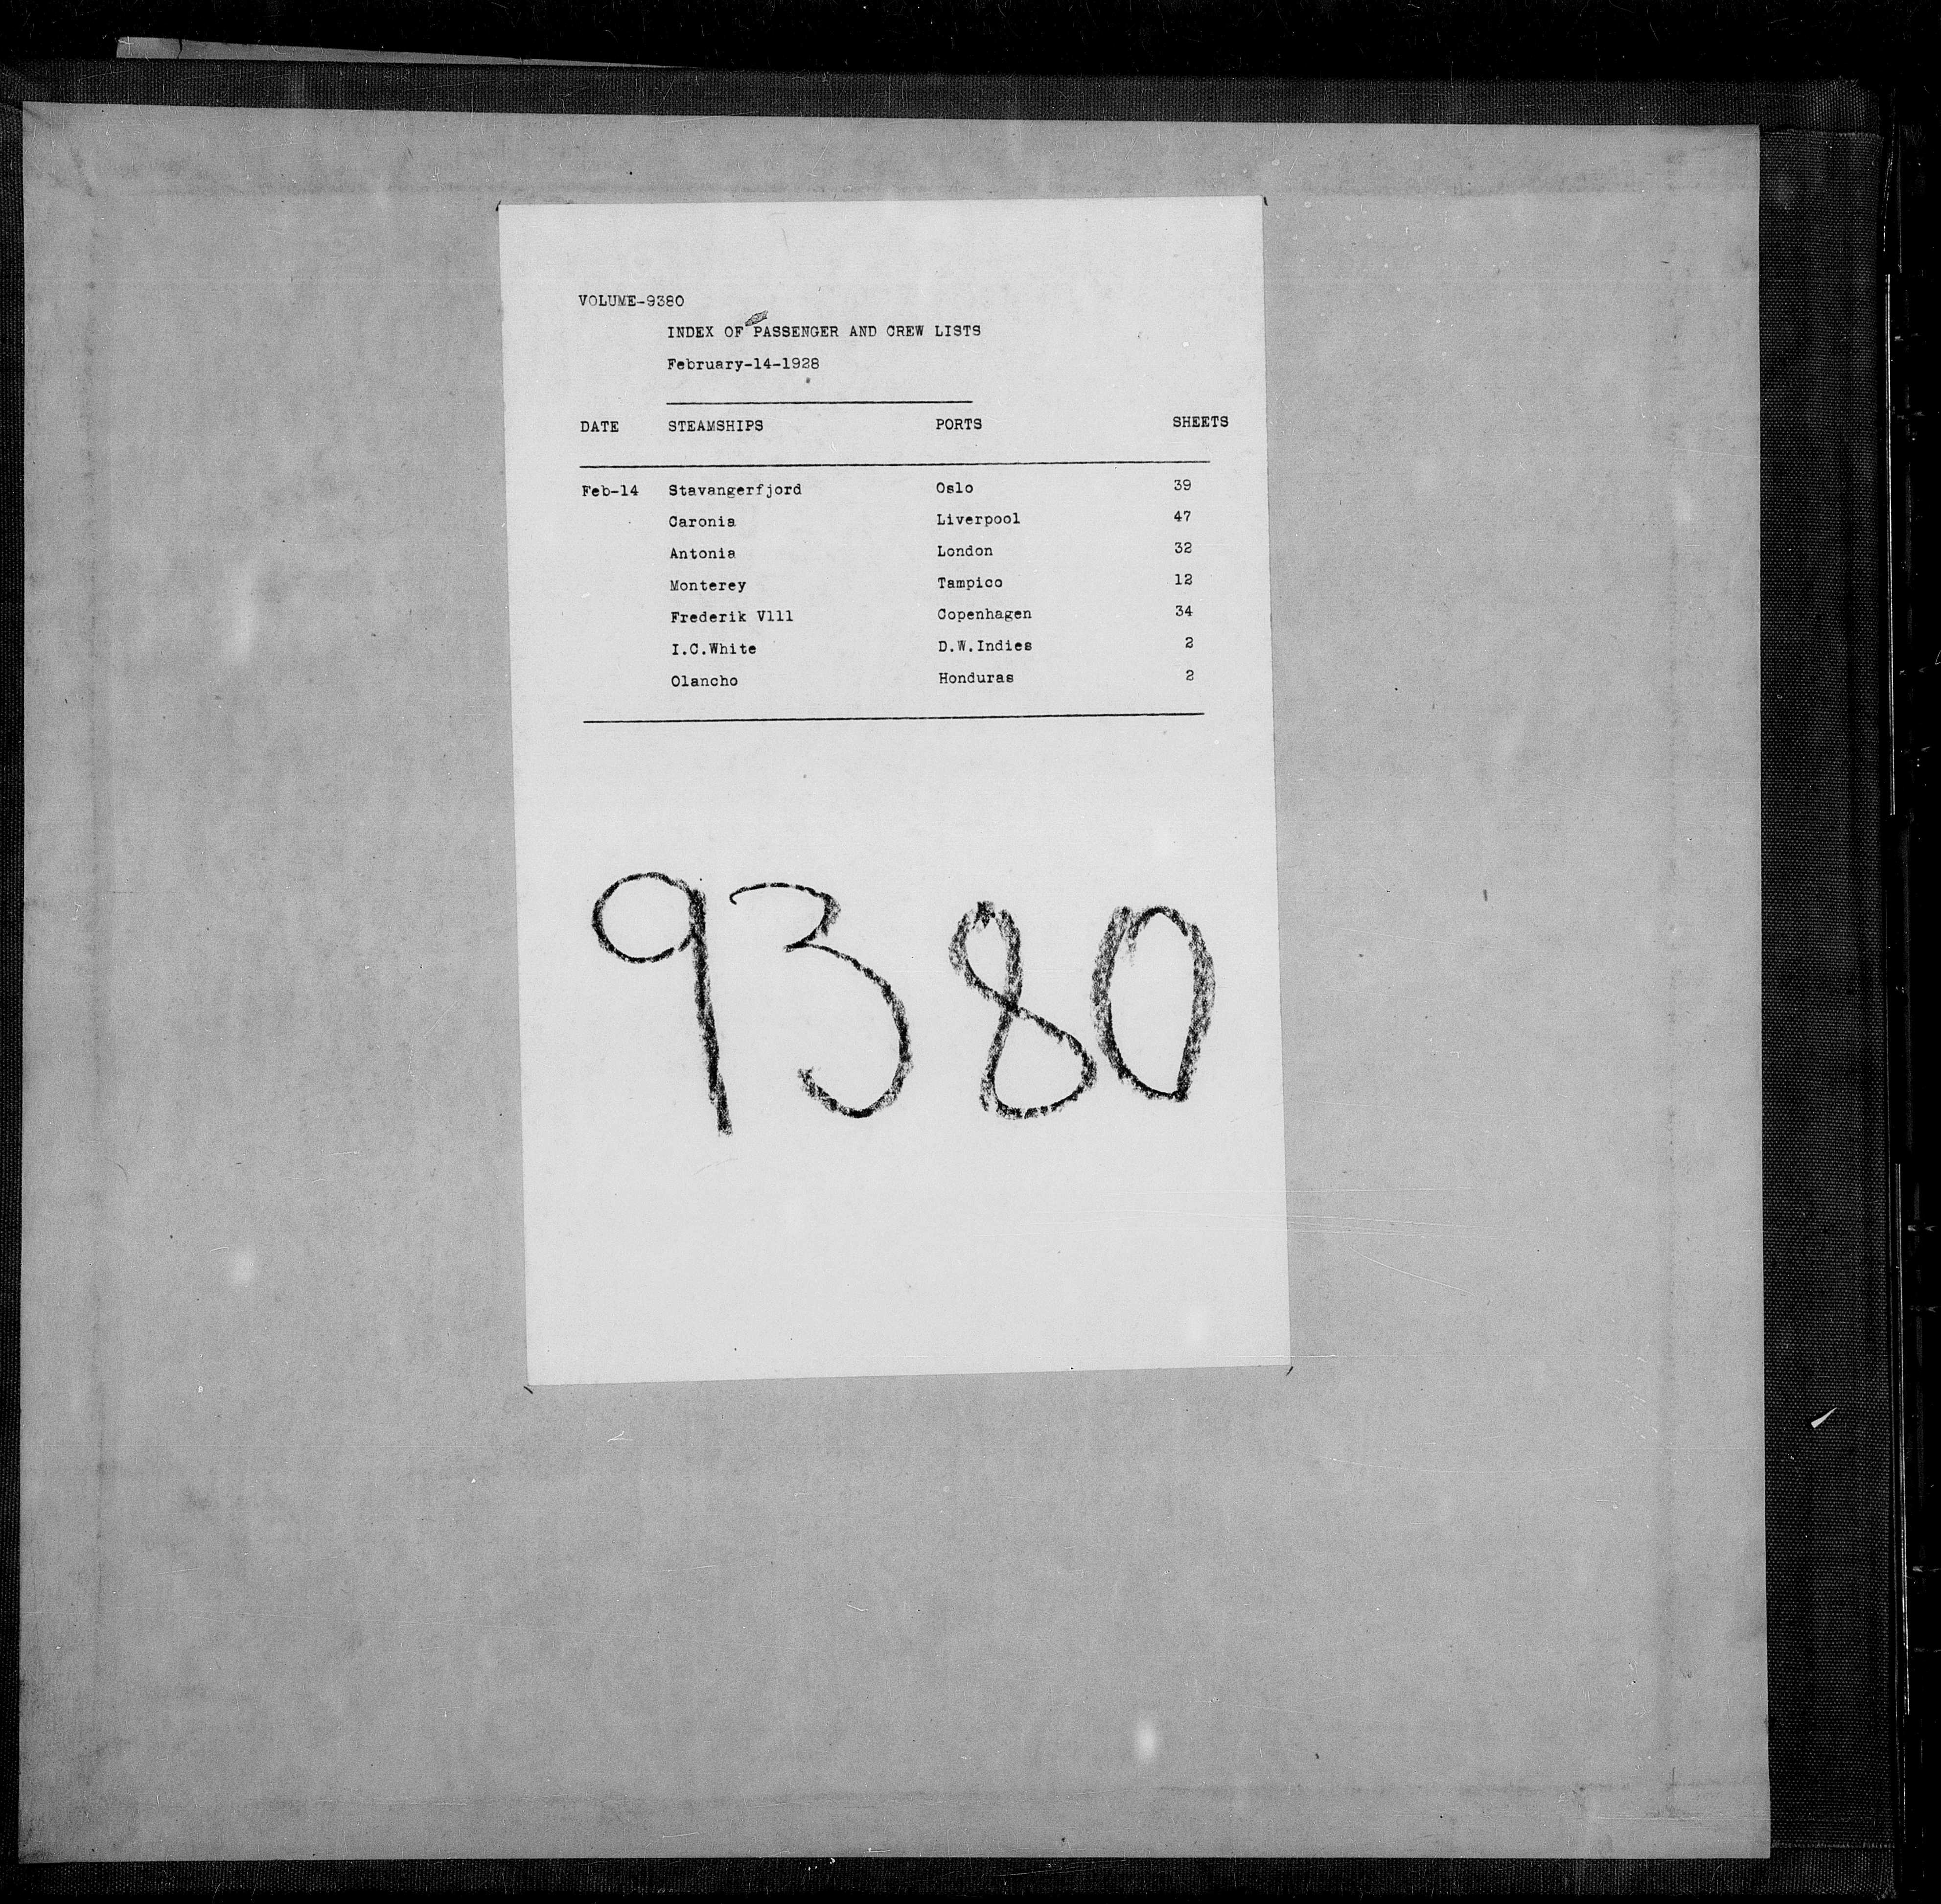 VOLUME-9380
INDEX OF PASSENGER AND CREW LISTS
February-14-1928
DATE STEAMSHIPS PORTS SHEETS
Feb-14 Stavangerfjord Oslo 39
Caronia Liverpool 47
Antonia London 32
Monterey Tampico 12
Frederik V111 Copenhagen 34
I.C.White D.W.Indies 2
Olancho Honduras 2
9380